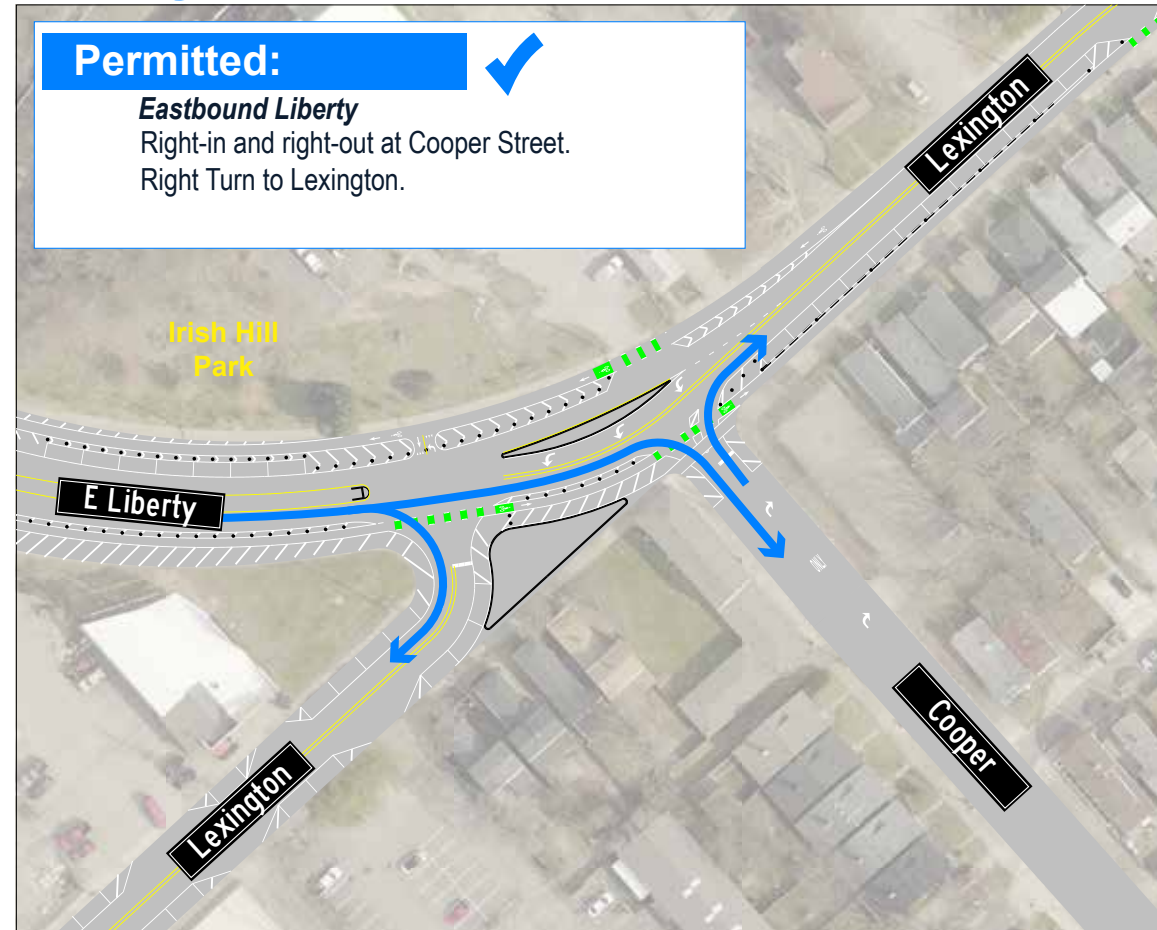 Permitted:
Eastbound Liberty
Right-in and right-out at Cooper Street.
Right Turn to Lexington.
Lexington
Irish Hill
Park
E Liberty
Cooper
Lexington